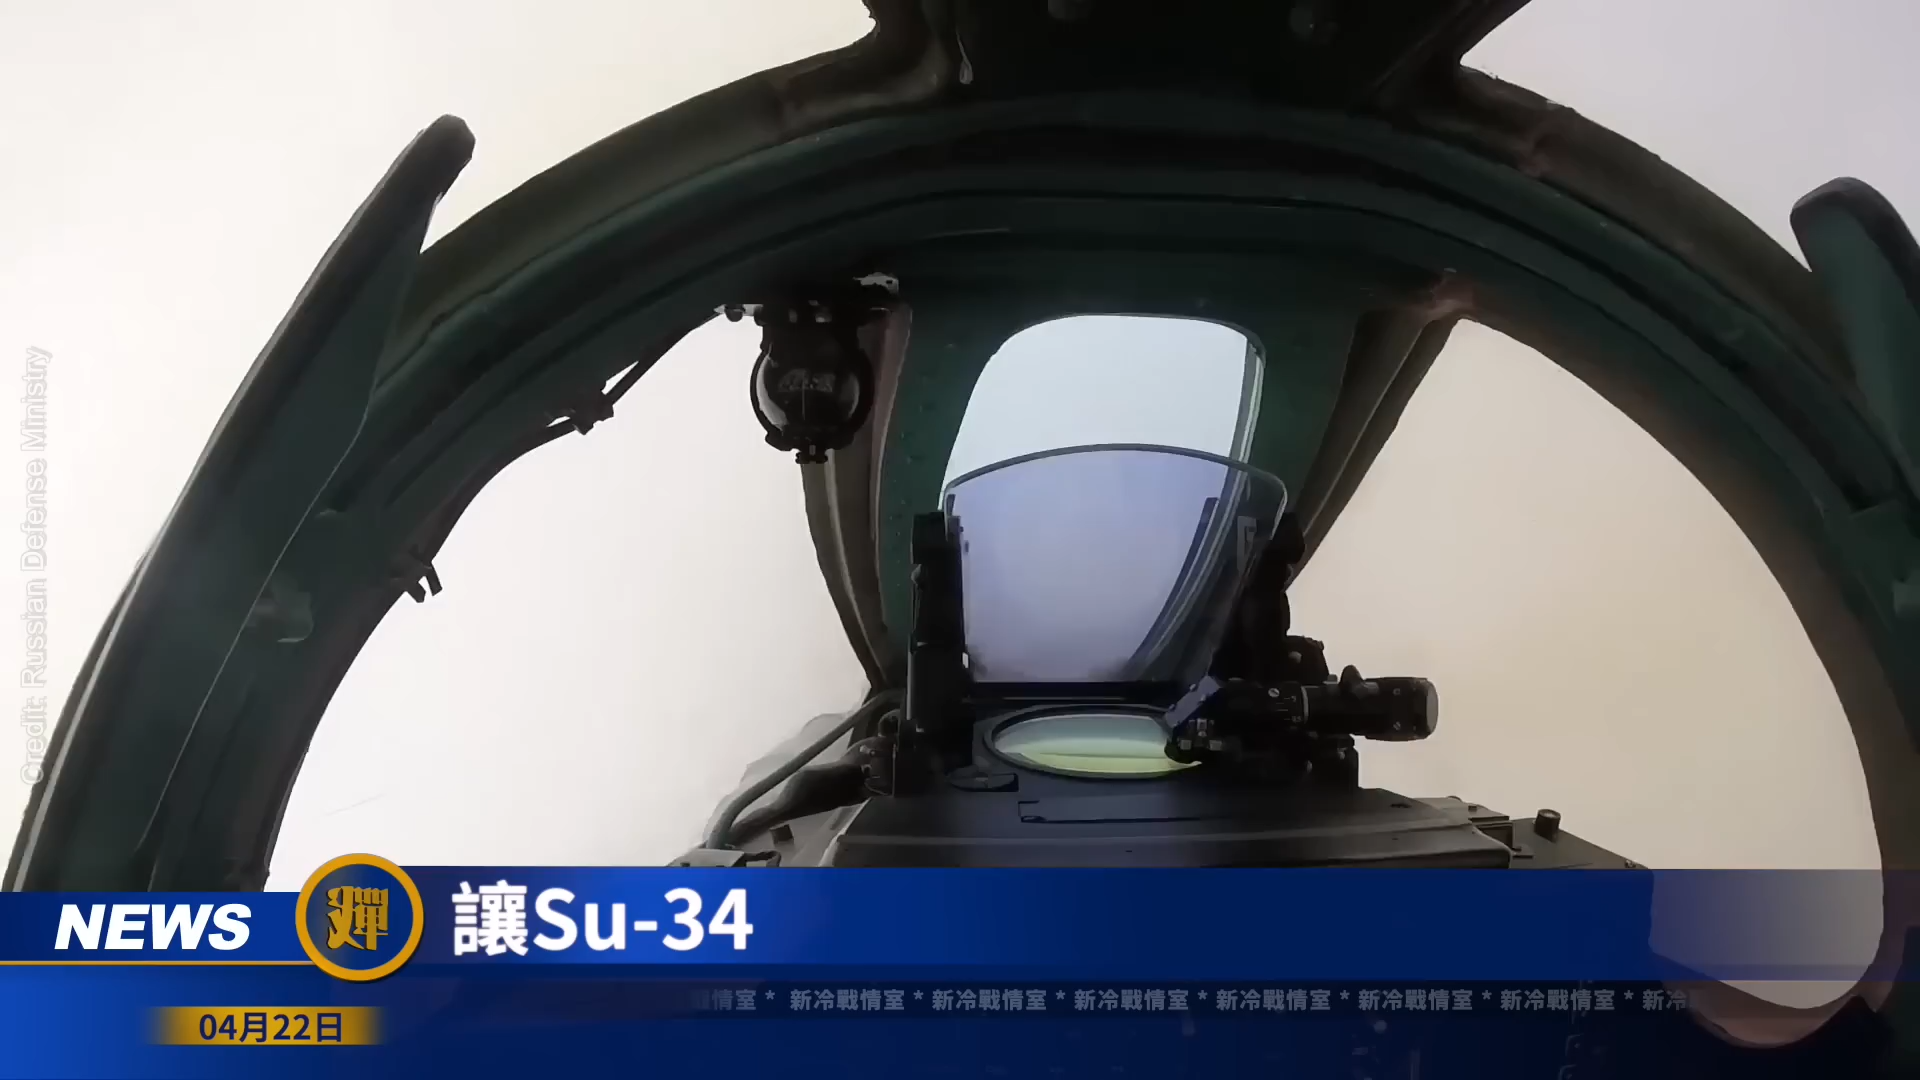 Credit: Russian Defense Ministry
NEWS
彈
讓Su-34
情室 * 新冷戰情室 * 新冷戰情室 * 新冷戰情室 * 新冷戰情室 * 新冷戰情室 * 新冷戰情室 * 新冷
04月22日